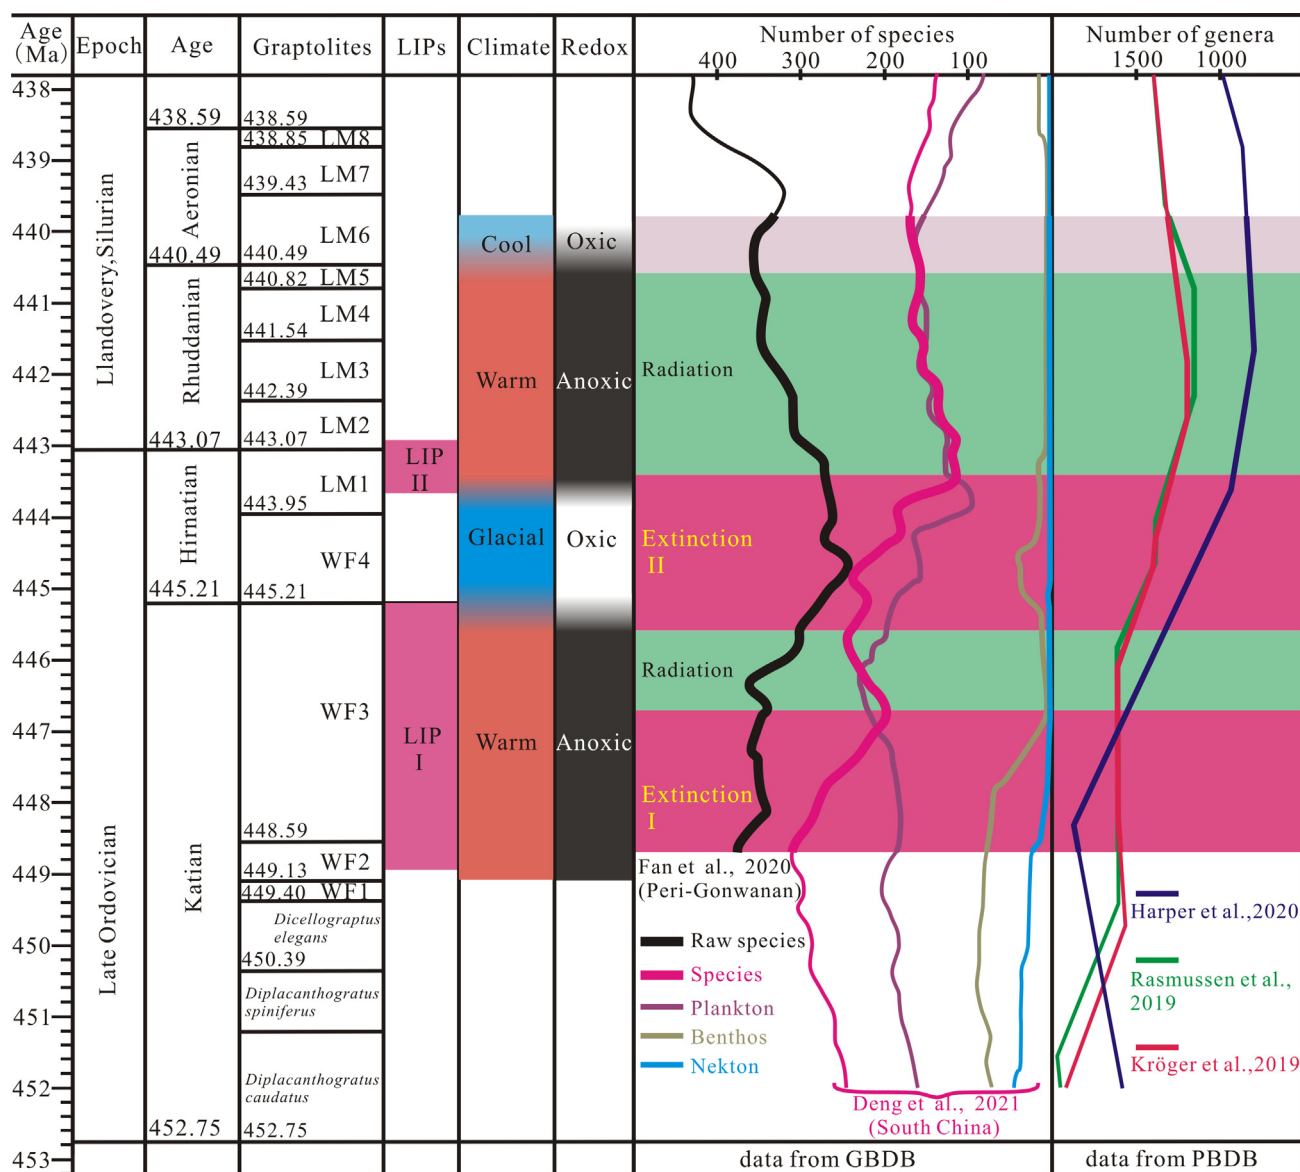 Age
(Ma)
Epoch
Age
Graptolites
LIPs
Climate
Redox
Number of species
400
300
200
100
Number of genera
1500
1000
438
439
440
441
442
443
444
445
446
447
448
449
450
451
452
453
Llandovery,Silurian
Late Ordovician
438.59
Aeronian
440.49
Rhuddanian
443.07
Hirnatian
445.21
Katian
452.75
438.59
438.85 LM8
LM7
439.43
LM6
440.49
440.82 LM5
LM4
441.54
LM3
442.39
LM2
443.07
LM1
443.95
WF4
445.21
WF3
448.59
WF2
449.13
449.40 WF1
Dicellograptus
elegans
450.39
Diplacanthogratus
spiniferus
Diplacanthogratus
caudatus
452.75
LIP
II
LIP
I
Cool
Warm
Glacial
Warm
Oxic
Anoxic
Oxic
Anoxic
Radiation
Extinction
II
Radiation
Extinction
I
Fan et al., 2020
(Peri-Gonwanan)
Raw species
Species
Plankton
Benthos
Nekton
Deng et al., 2021
(South China)
Harper et al.,2020
Rasmussen et al.,
2019
Kröger et al.,2019
data from GBDB
data from PBDB